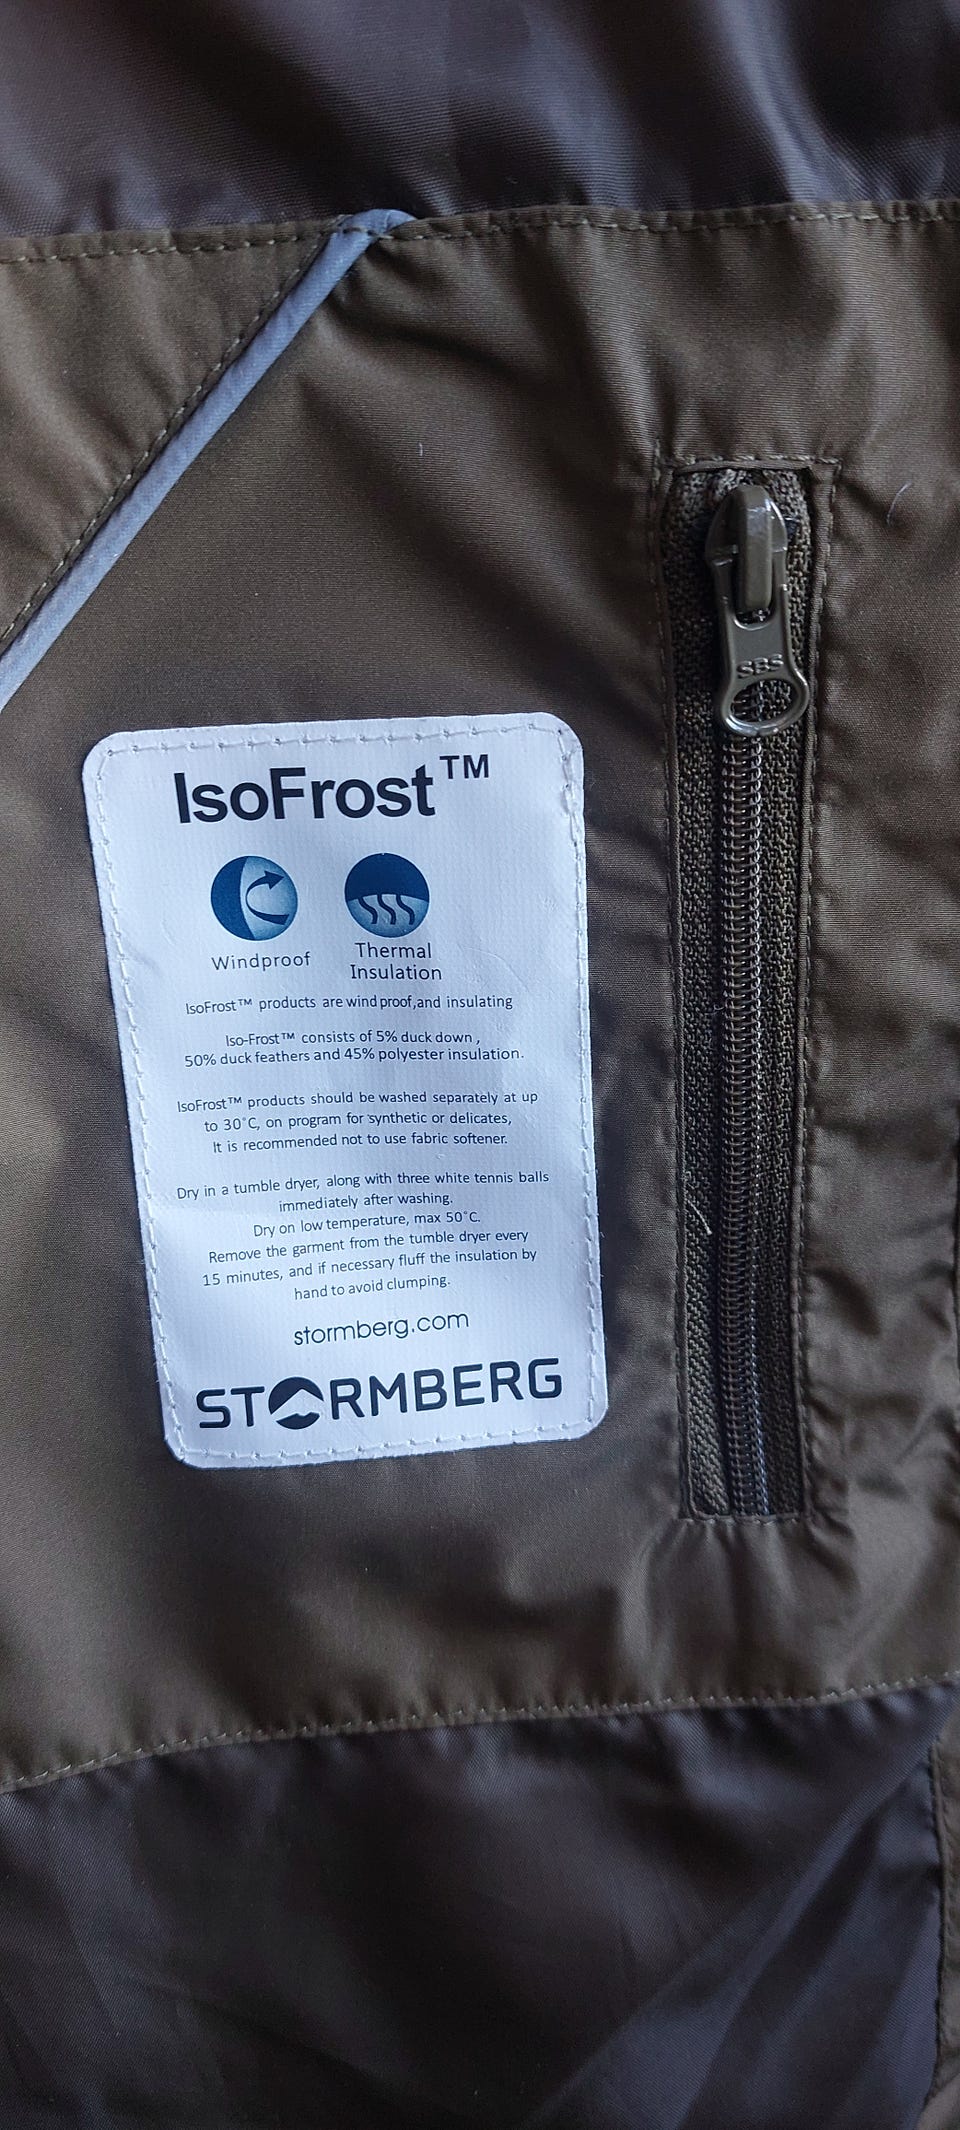 IsoFrost™
Windproof
Thermal
Insulation
IsoFrost™ products are wind proof,and insulating
Iso-Frost™ consists of 5% duck down ,
50% duck feathers and 45% polyester insulation.
IsoFrost™ products should be washed separately at up
to 30°C, on program for synthetic or delicates,
It is recommended not to use fabric softener.
Dry in a tumble dryer, along with three white tennis balls
immediately after washing.
Dry on low temperature, max 50°C.
Remove the garment from the tumble dryer every
15 minutes, and if necessary fluff the insulation by
hand to avoid clumping.
stormberg.com
STORMBERG
SBS